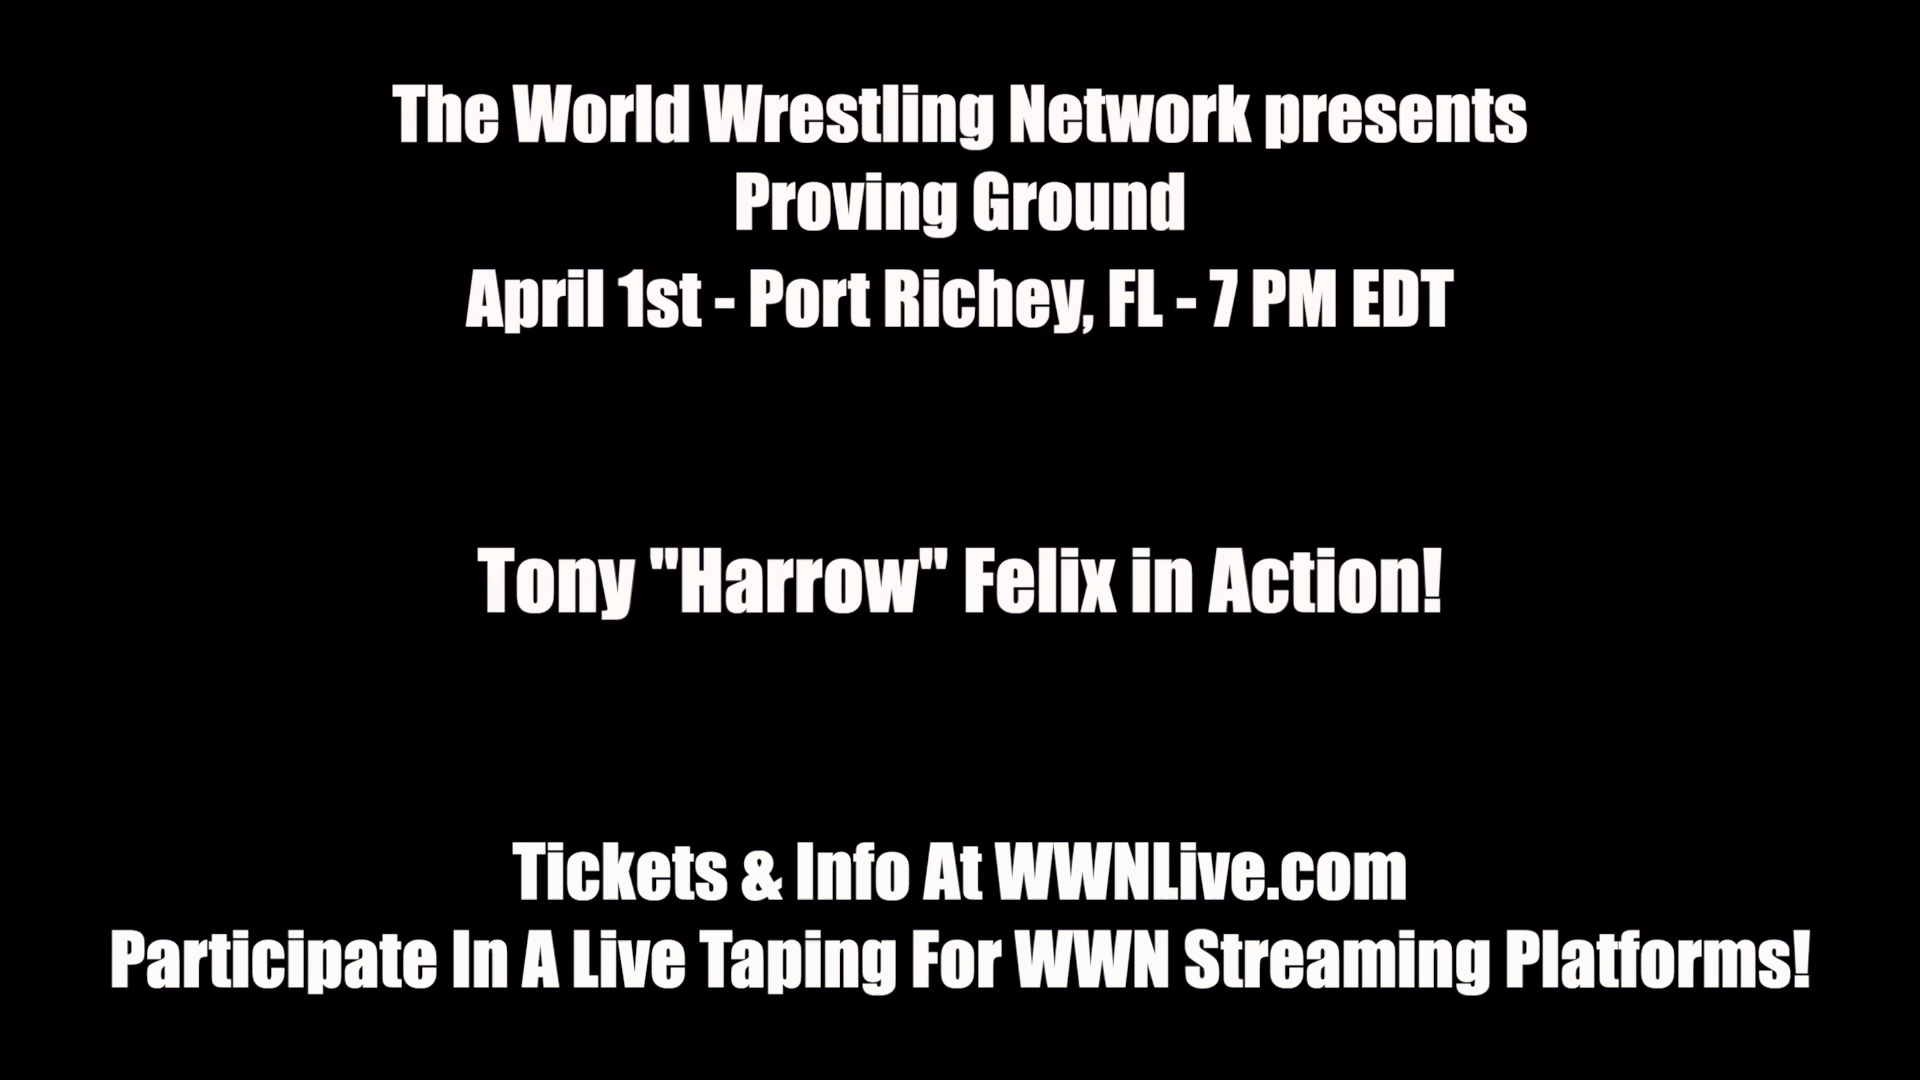 The World Wrestling Network presents
Proving Ground
April 1st - Port Richey, FL - 7 PM EDT
Tony "Harrow" Felix in Action!
Tickets & Info At WWNLive.com
Participate In A Live Taping For WWN Streaming Platforms!